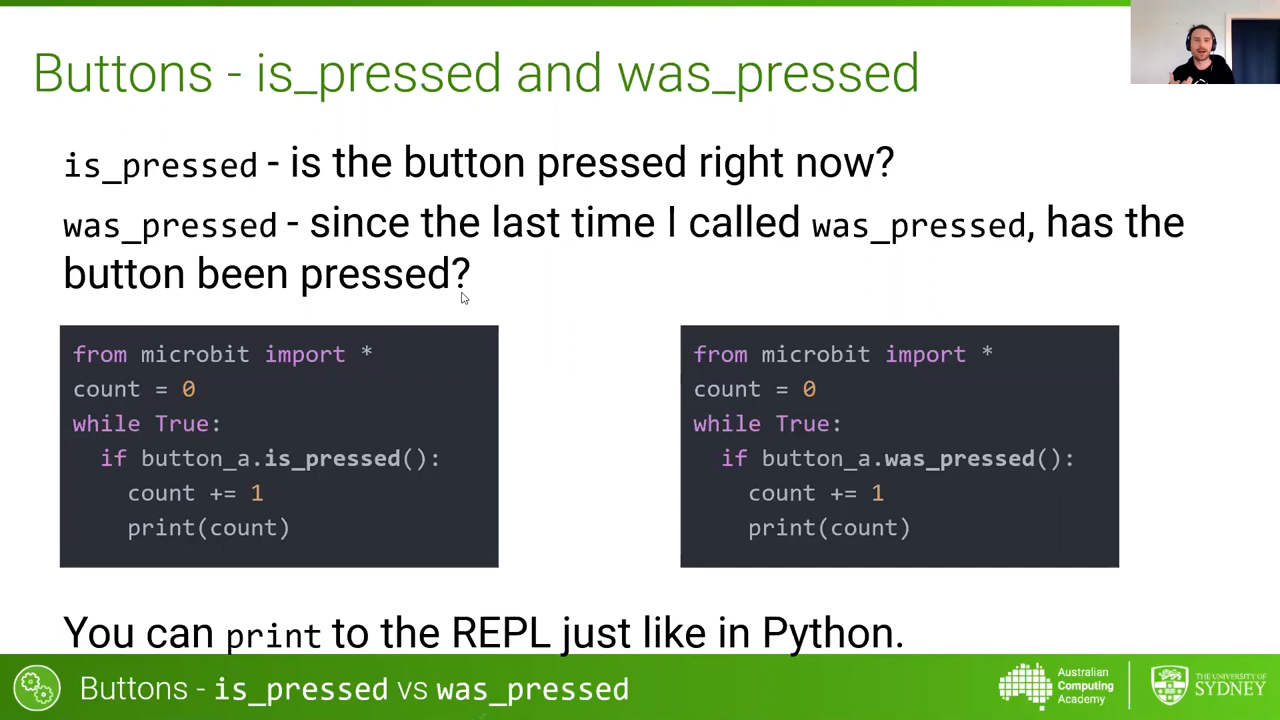 Buttons - is_pressed and was_pressed
is_pressed - is the button pressed right now?
was_pressed - since the last time I called was_pressed, has the
button been pressed?
from microbit import *
count = 0
while True:
  if button_a.is_pressed():
    count += 1
    print(count)
from microbit import *
count = 0
while True:
  if button_a.was_pressed():
    count += 1
    print(count)
You can print to the REPL just like in Python.
Buttons - is_pressed vs was_pressed
Australian
Computing
Academy
THE UNIVERSITY OF
SYDNEY